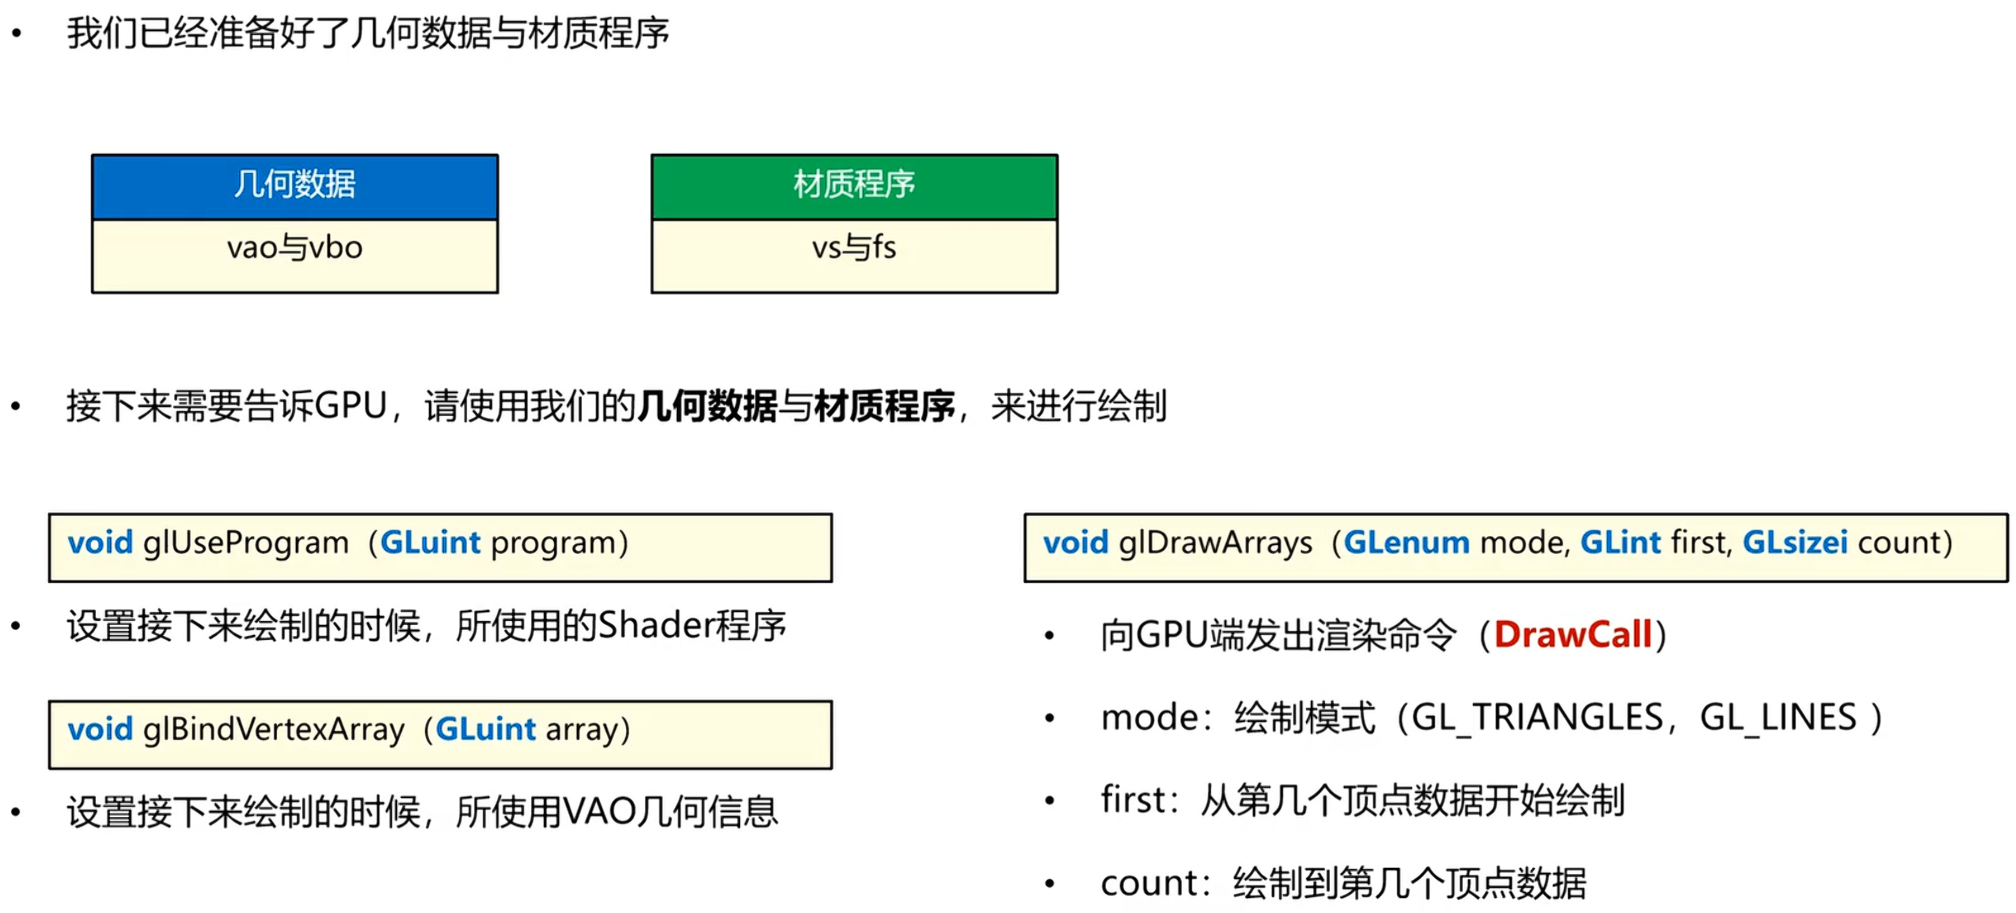 • 我们已经准备好了几何数据与材质程序
几何数据
vao与vbo
材质程序
vs与fs
• 接下来需要告诉GPU，请使用我们的几何数据与材质程序，来进行绘制
void glUseProgram（GLuint program）
• 设置接下来绘制的时候，所使用的Shader程序
void glBindVertexArray（GLuint array）
• 设置接下来绘制的时候，所使用VAO几何信息
void glDrawArrays（GLenum mode, GLint first, GLsizei count）
• 向GPU端发出渲染命令（DrawCall）
• mode：绘制模式（GL_TRIANGLES，GL_LINES ）
• first：从第几个顶点数据开始绘制
• count：绘制到第几个顶点数据